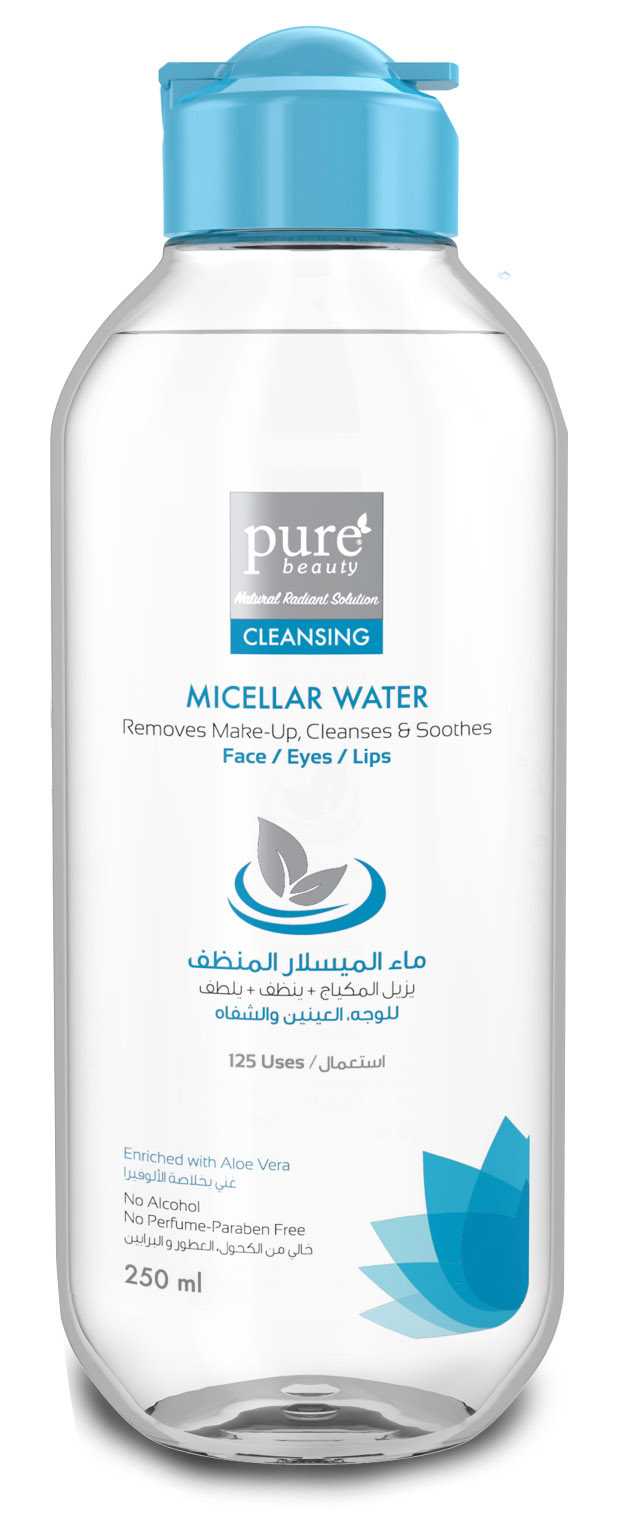 pure®
beauty
Natural Radiant Solution
CLEANSING
MICELLAR WATER
Removes Make-Up, Cleanses & Soothes
Face / Eyes / Lips
ماء الميسلار المنظف
يزيل المكياج + ينظف + يلطف
للوجه، العينين والشفاه
125 Uses / استعمال
Enriched with Aloe Vera
غني بخلاصة الألوفيرا
No Alcohol
No Perfume-Paraben Free
خالي من الكحول، العطور و البرابين
250 ml